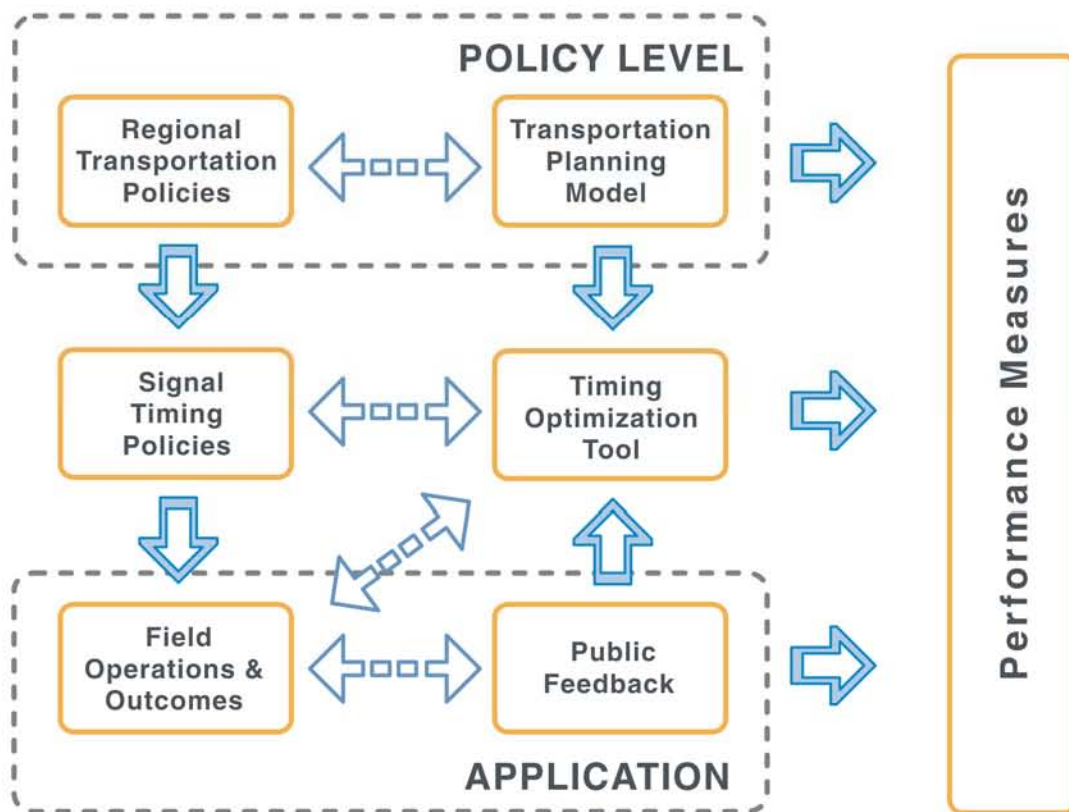 POLICY LEVEL
Regional
Transportation
Policies
Transportation
Planning
Model
Signal
Timing
Policies
Timing
Optimization
Tool
Field
Operations &
Outcomes
Public
Feedback
APPLICATION
Performance Measures